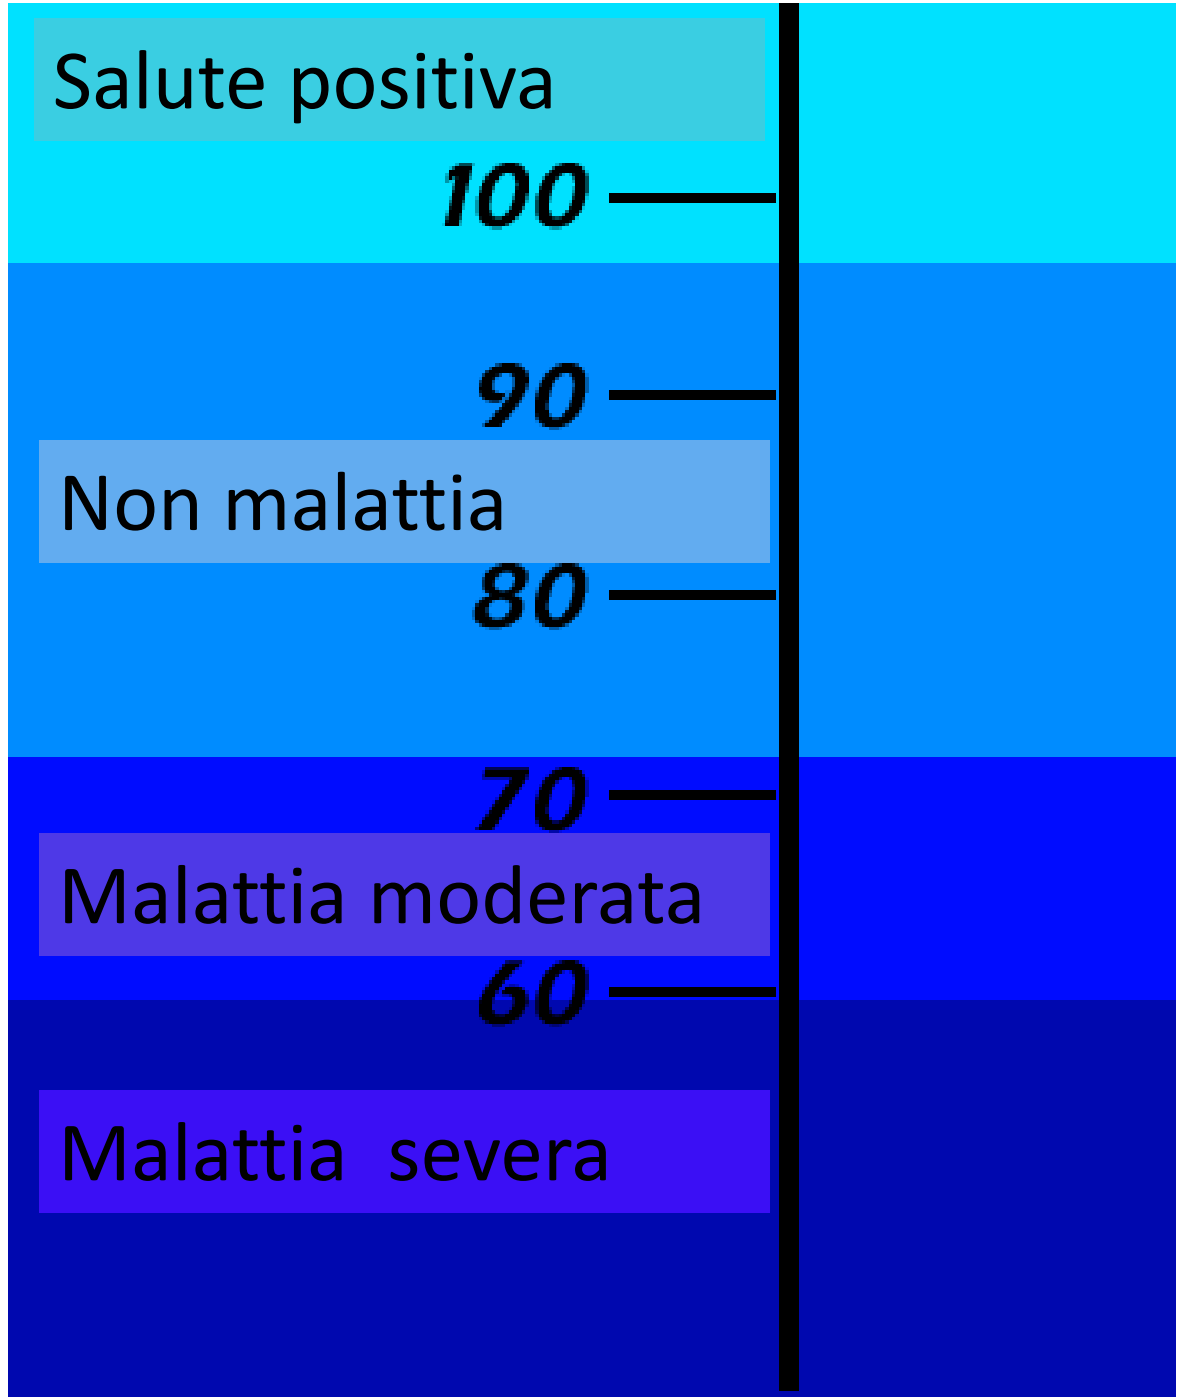 Salute positiva
100
90
Non malattia
80
70
Malattia moderata
60
Malattia  severa